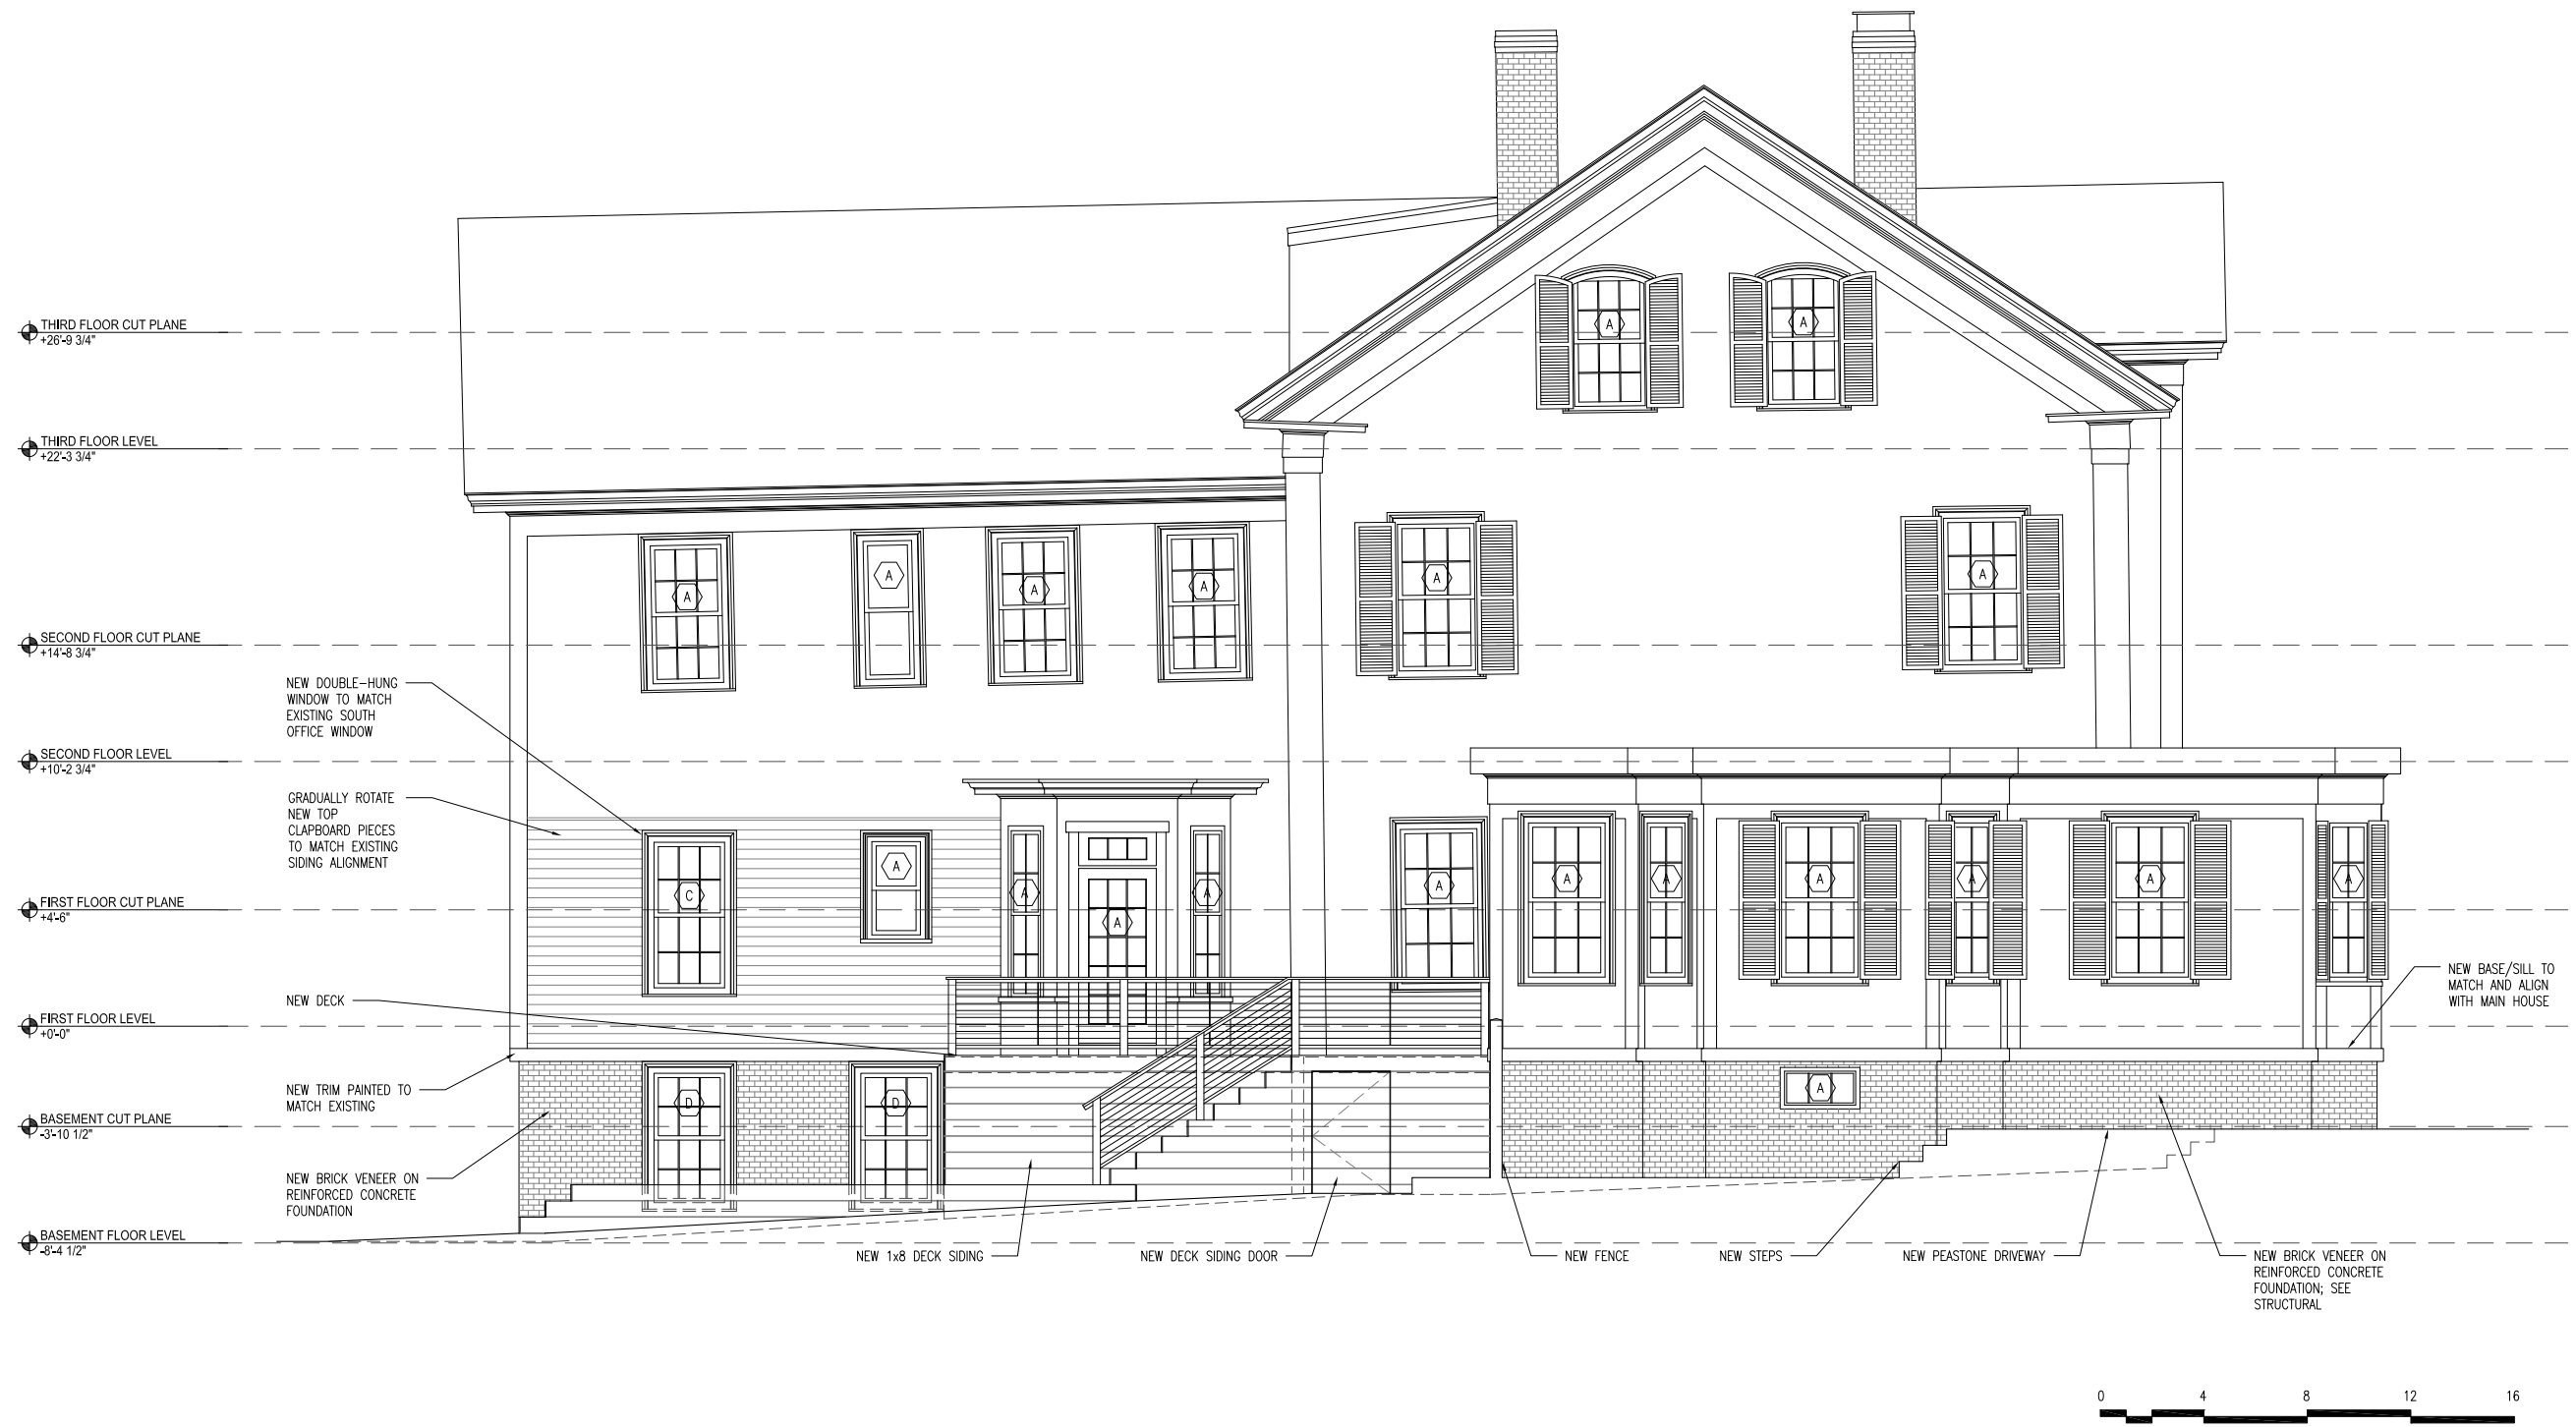 THIRD FLOOR CUT PLANE
+26'-9 3/4"
THIRD FLOOR LEVEL
+22'-3 3/4"
SECOND FLOOR CUT PLANE
+14'-8 3/4"
SECOND FLOOR LEVEL
+10'-2 3/4"
FIRST FLOOR CUT PLANE
+4'-6"
FIRST FLOOR LEVEL
+0'-0"
BASEMENT CUT PLANE
-3'-10 1/2"
BASEMENT FLOOR LEVEL
-8'-4 1/2"
NEW DOUBLE-HUNG
WINDOW TO MATCH
EXISTING SOUTH
OFFICE WINDOW
GRADUALLY ROTATE
NEW TOP
CLAPBOARD PIECES
TO MATCH EXISTING
SIDING ALIGNMENT
NEW DECK
NEW TRIM PAINTED TO
MATCH EXISTING
NEW BRICK VENEER ON
REINFORCED CONCRETE
FOUNDATION
A A
A A A A A A
C A A A A A A A A A A A
D D A
NEW BASE/SILL TO
MATCH AND ALIGN
WITH MAIN HOUSE
NEW 1x8 DECK SIDING
NEW DECK SIDING DOOR
NEW FENCE
NEW STEPS
NEW PEASTONE DRIVEWAY
NEW BRICK VENEER ON
REINFORCED CONCRETE
FOUNDATION; SEE
STRUCTURAL
0 4 8 12 16